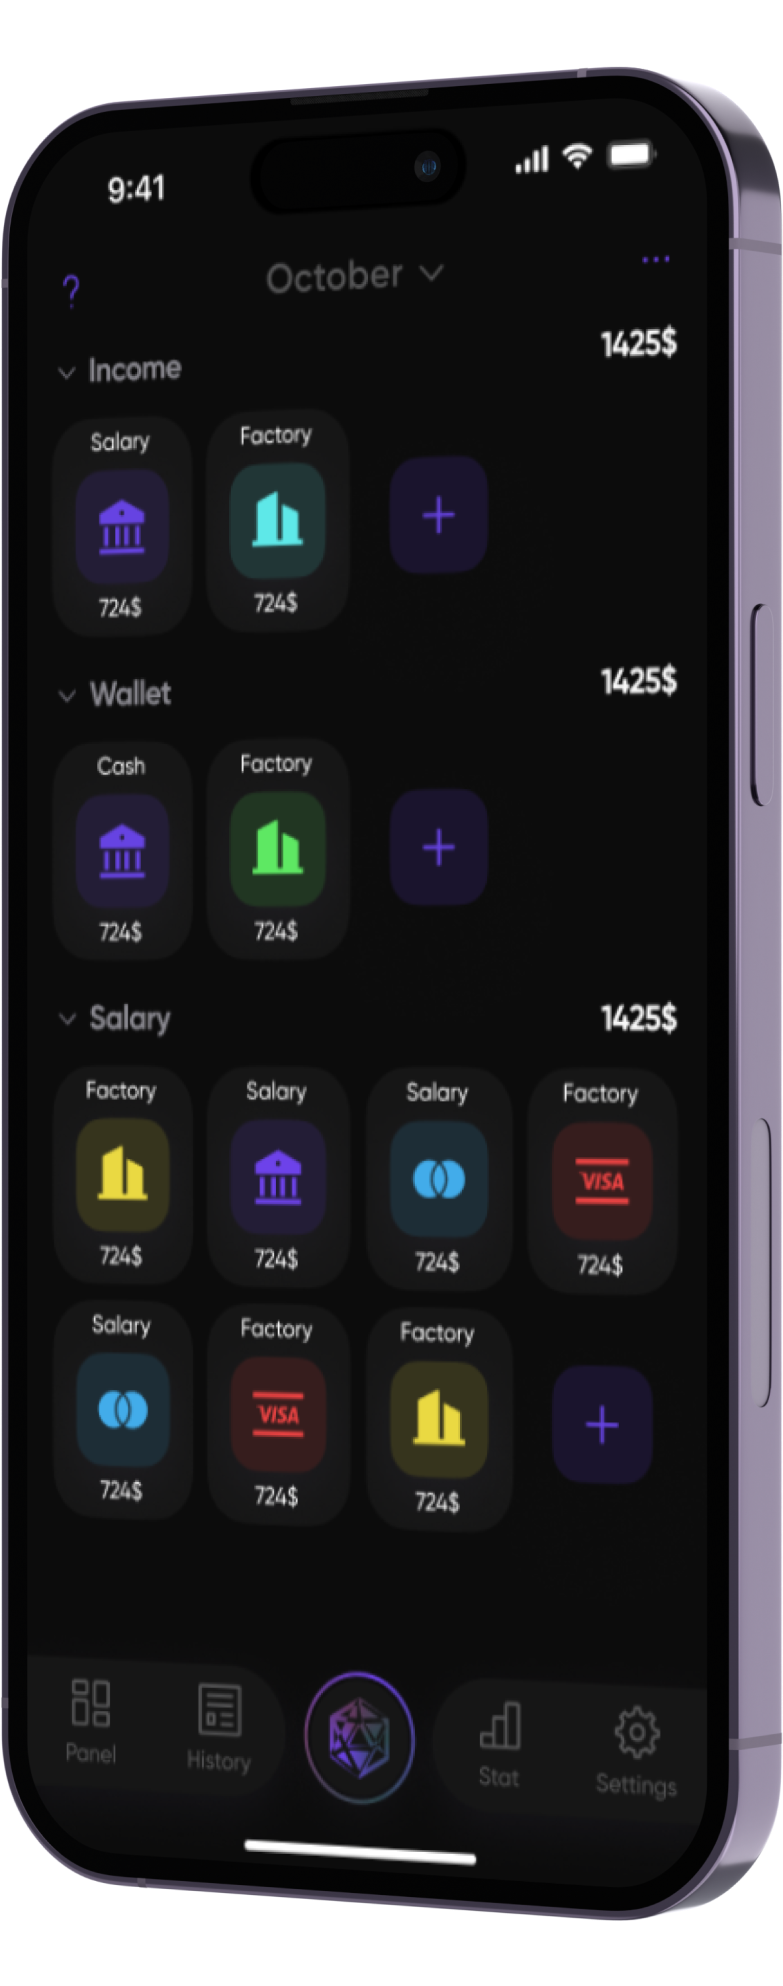 9:41
?
October
...
Income
1425$
Salary
Factory
+
724$
724$
Wallet
1425$
Cash
Factory
+
724$
724$
Salary
1425$
Factory
Salary
Salary
Factory
VISA
724$
724$
724$
724$
Salary
Factory
Factory
VISA
+
724$
724$
724$
Panel
History
Stat
Settings